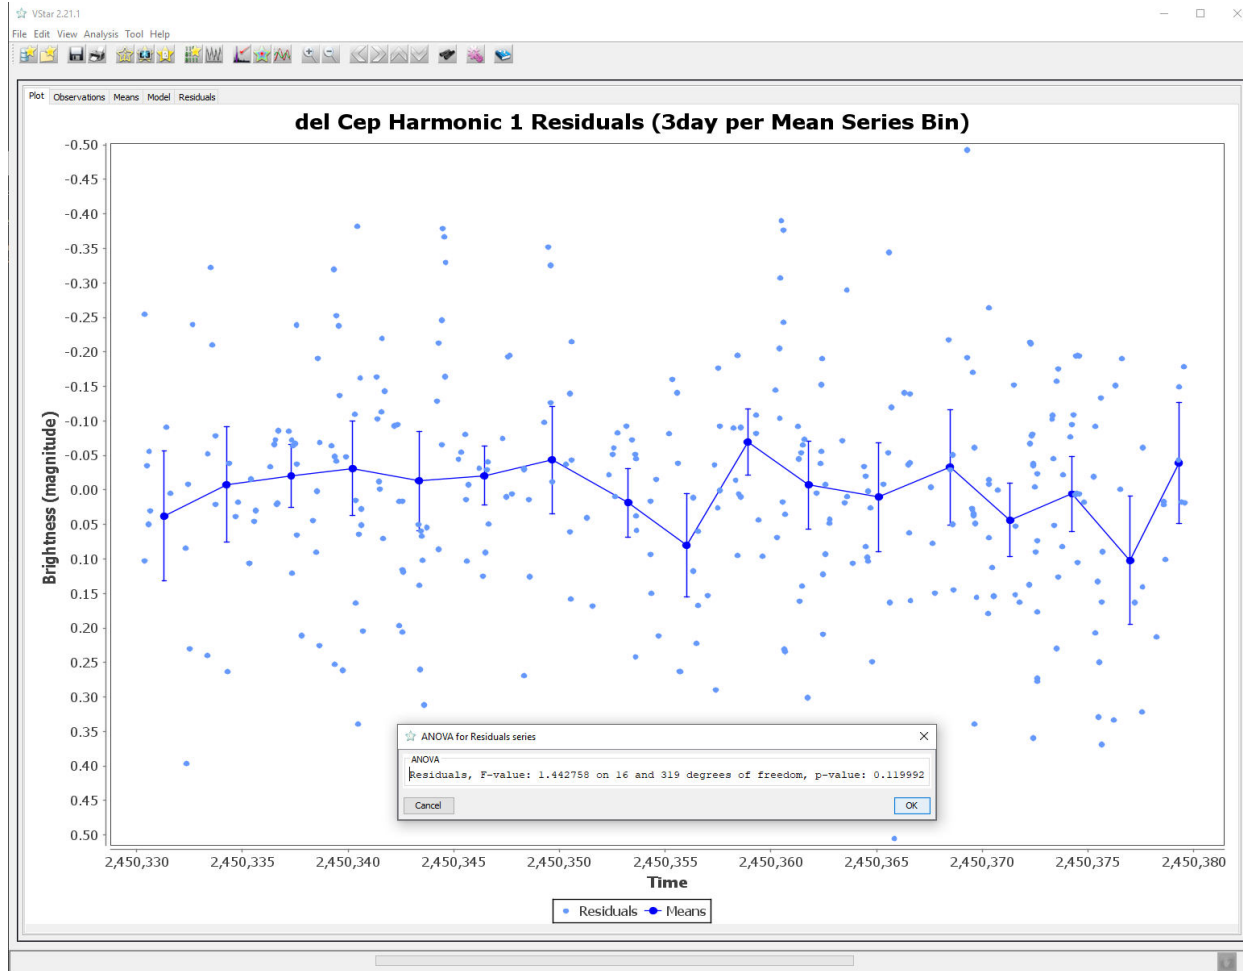 VStar 2.21.1
File Edit View Analysis Tool Help
Plot Observations Means Model Residuals
del Cep Harmonic 1 Residuals (3day per Mean Series Bin)
Brightness (magnitude)
-0.50
-0.45
-0.40
-0.35
-0.30
-0.25
-0.20
-0.15
-0.10
-0.05
0.00
0.05
0.10
0.15
0.20
0.25
0.30
0.35
0.40
0.45
0.50
ANOVA for Residuals series
ANOVA
Residuals, F-value: 1.442758 on 16 and 319 degrees of freedom, p-value: 0.119992
Cancel OK
2,450,330 2,450,335 2,450,340 2,450,345 2,450,350 2,450,355 2,450,360 2,450,365 2,450,370 2,450,375 2,450,380
Time
Residuals Means